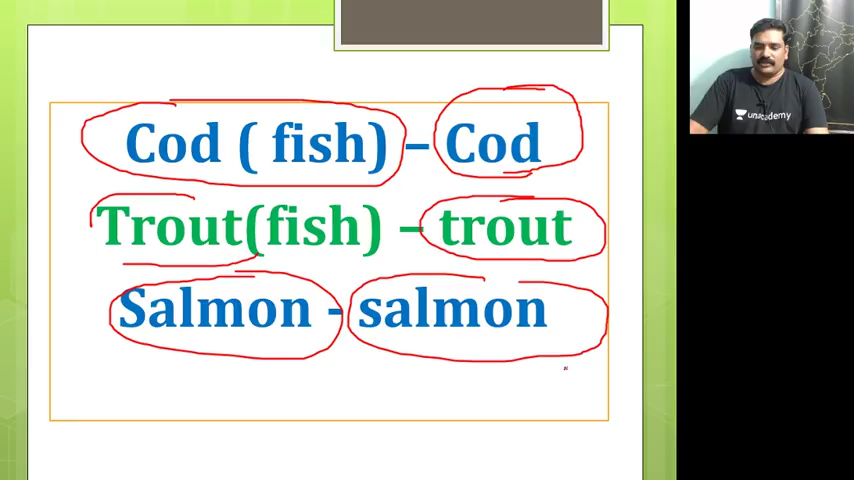 Cod ( fish) – Cod
Trout(fish) – trout
Salmon - salmon
unacademy